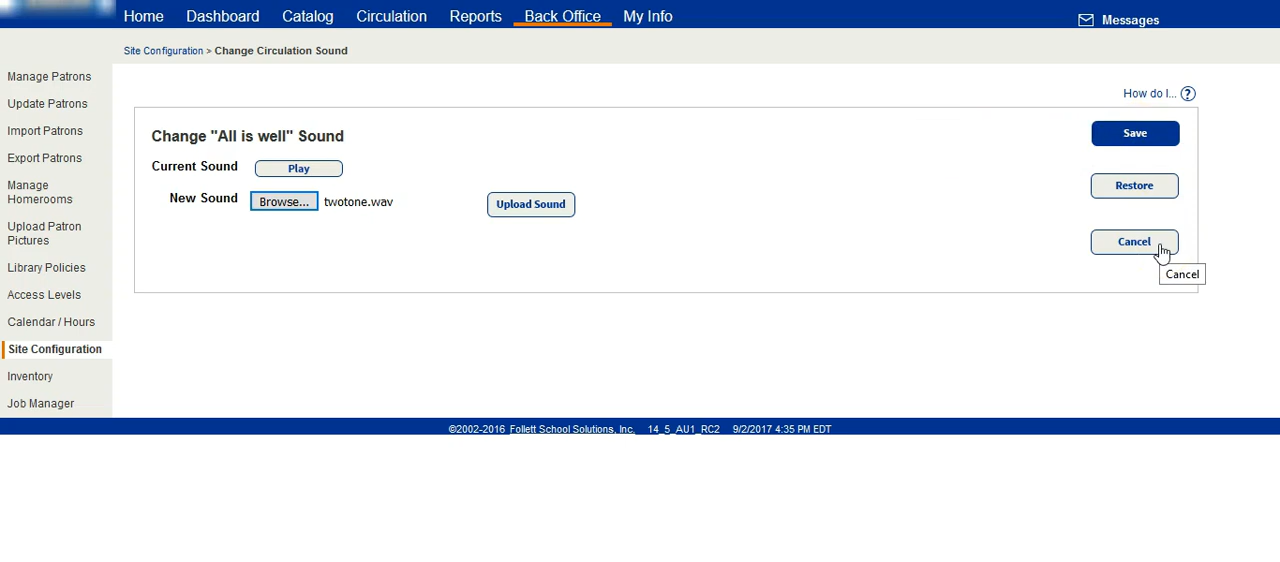 Home Dashboard Catalog Circulation Reports Back Office My Info Messages
Site Configuration > Change Circulation Sound
Manage Patrons
Update Patrons
Import Patrons
Export Patrons
Manage
Homerooms
Upload Patron
Pictures
Library Policies
Access Levels
Calendar / Hours
Site Configuration
Inventory
Job Manager
How do I... ?
Change "All is well" Sound
Current Sound Play
New Sound Browse... twotone.wav Upload Sound
Save
Restore
Cancel
Cancel
©2002-2016 Follett School Solutions, Inc. 14_5_AU1_RC2 9/2/2017 4:35 PM EDT